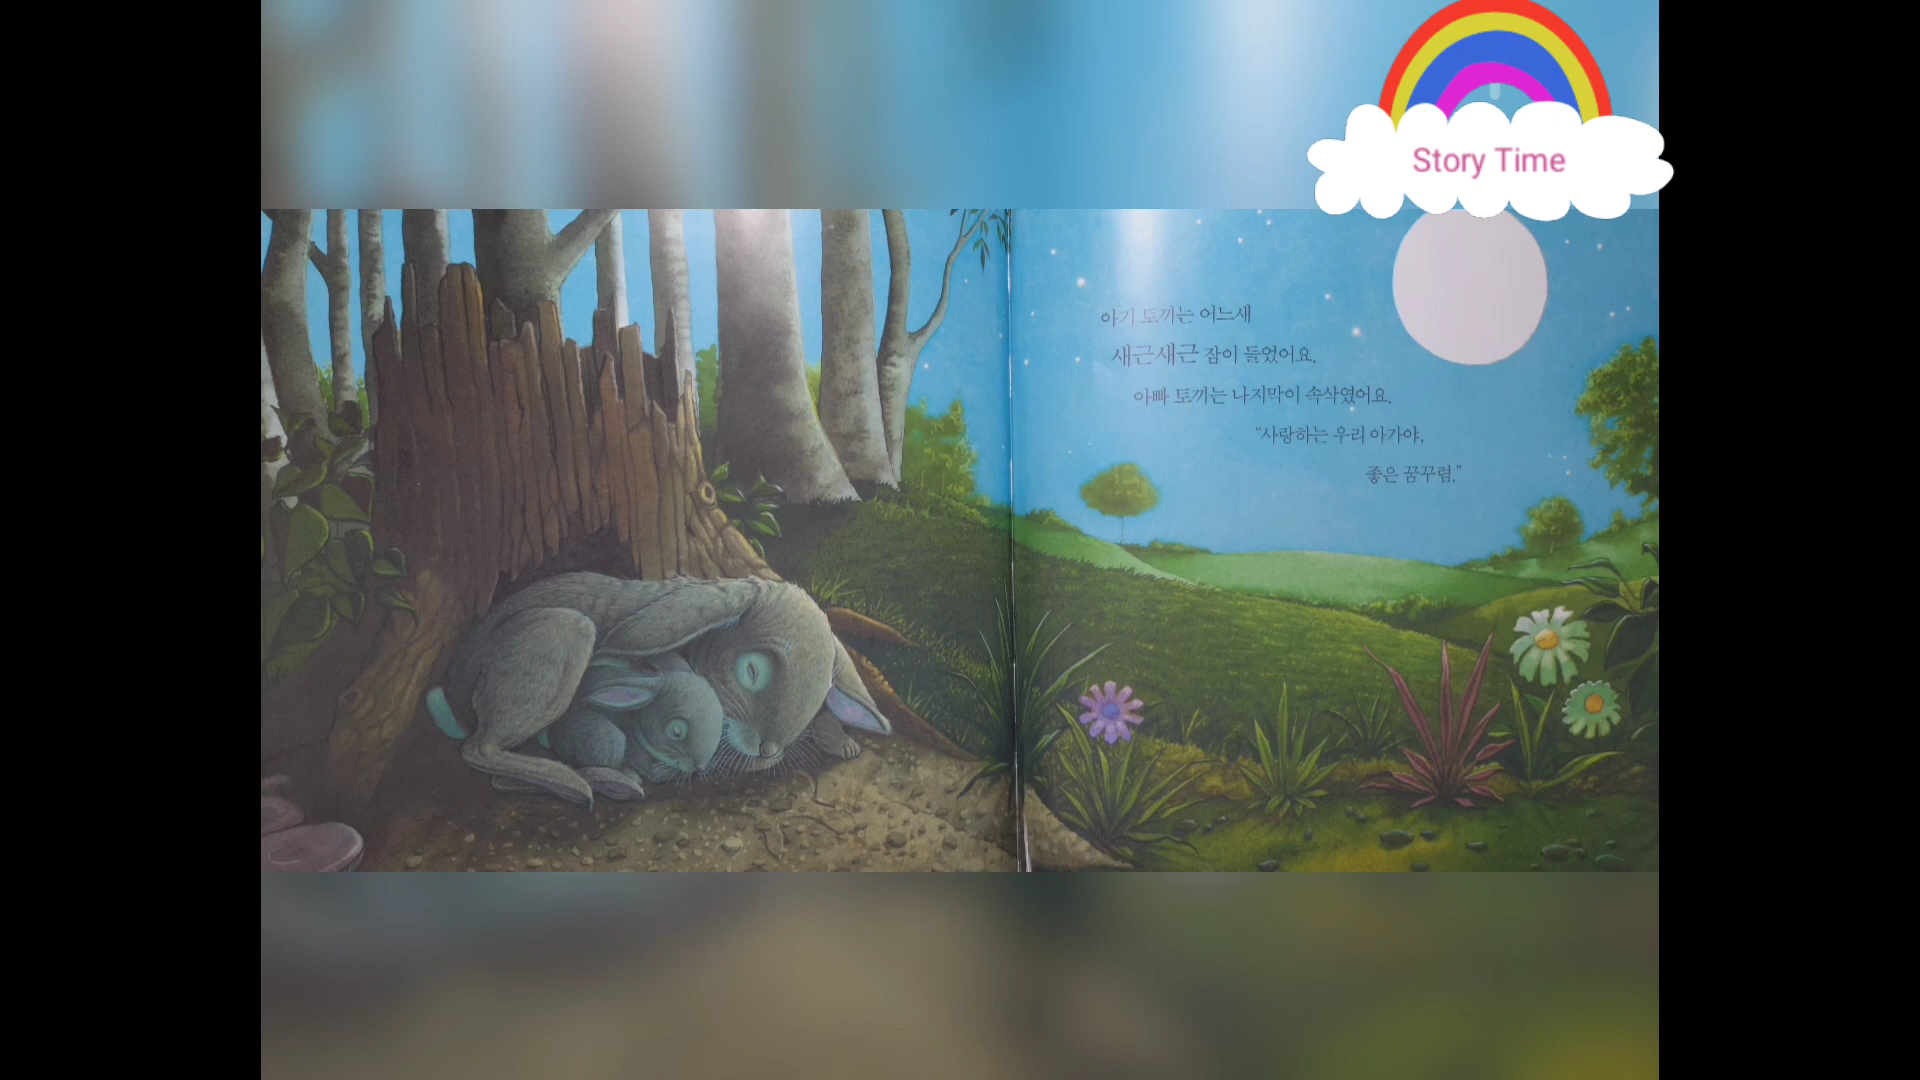 Story Time
아기 토끼는 어느새
새근새근 잠이 들었어요.
아빠 토끼는 나지막이 속삭였어요.
“사랑하는 우리 아가야,
좋은 꿈꾸렴.”